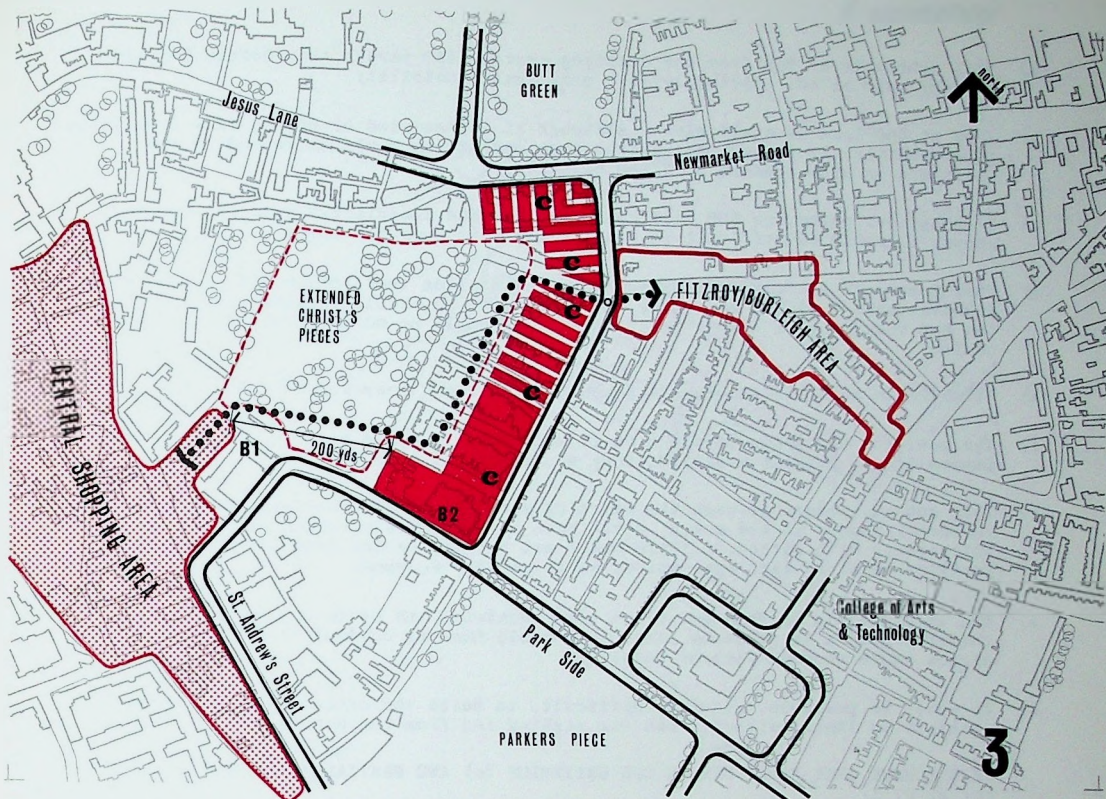 BUTT
GREEN
north
Jesus Lane
Newmarket Road
c
c
EXTENDED
CHRIST'S
PIECES
c
FITZROY/BURLEIGH AREA
c
CENTRAL SHOPPING AREA
B1
200 yds
c
B2
St. Andrew's Street
College of Arts
& Technology
Park Side
PARKERS PIECE
3